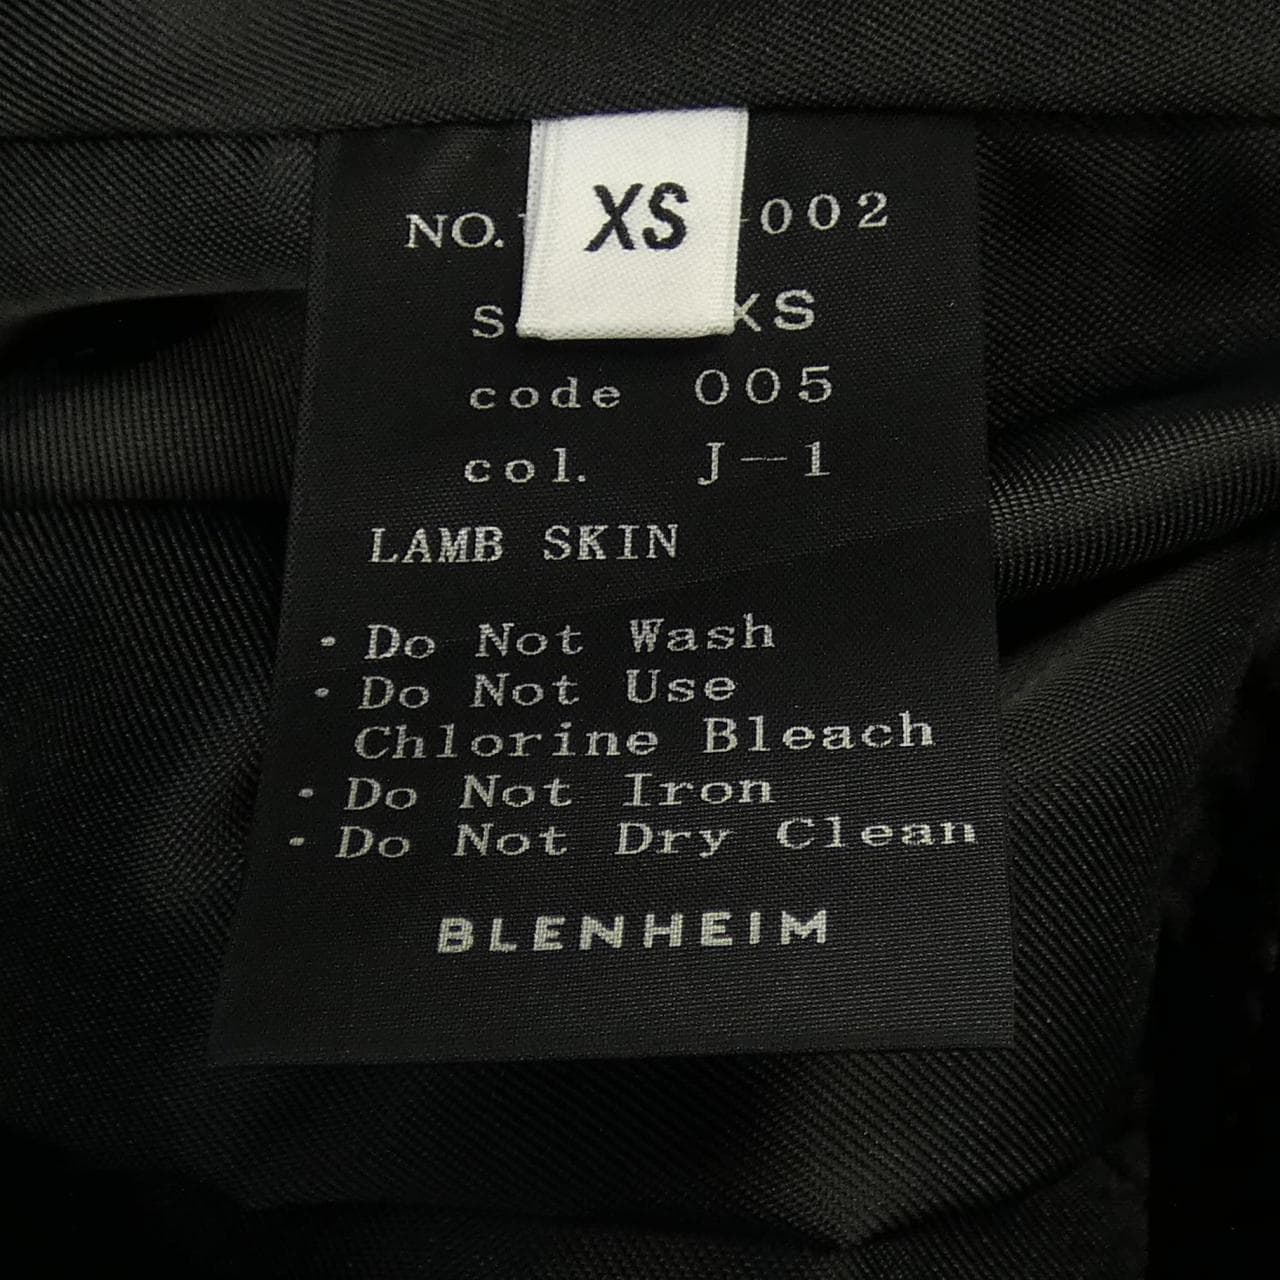 XS
NO. -002
XS
code 005
col. J-1
LAMB SKIN
・Do Not Wash
・Do Not Use
Chlorine Bleach
・Do Not Iron
・Do Not Dry Clean
BLENHEIM